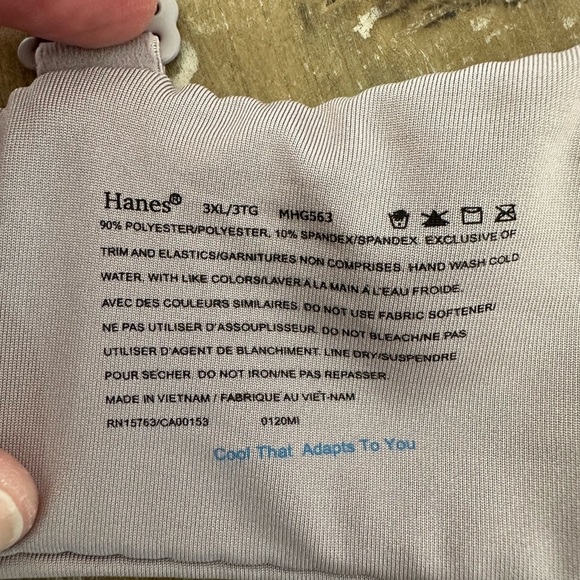 Hanes® 3XL/3TG MHG563
90% POLYESTER/POLYESTER, 10% SPANDEX/SPANDEX. EXCLUSIVE OF
TRIM AND ELASTICS/GARNITURES NON COMPRISES. HAND WASH COLD
WATER. WITH LIKE COLORS/LAVER À LA MAIN À L'EAU FROIDE.
AVEC DES COULEURS SIMILAIRES. DO NOT USE FABRIC SOFTENER/
NE PAS UTILISER D'ASSOUPLISSEUR. DO NOT BLEACH/NE PAS
UTILISER D'AGENT DE BLANCHIMENT. LINE DRY/SUSPENDRE
POUR SÉCHER. DO NOT IRON/NE PAS REPASSER.
MADE IN VIETNAM / FABRIQUÉ AU VIET-NAM
RN15763/CA00153 0120MI
Cool That Adapts To You